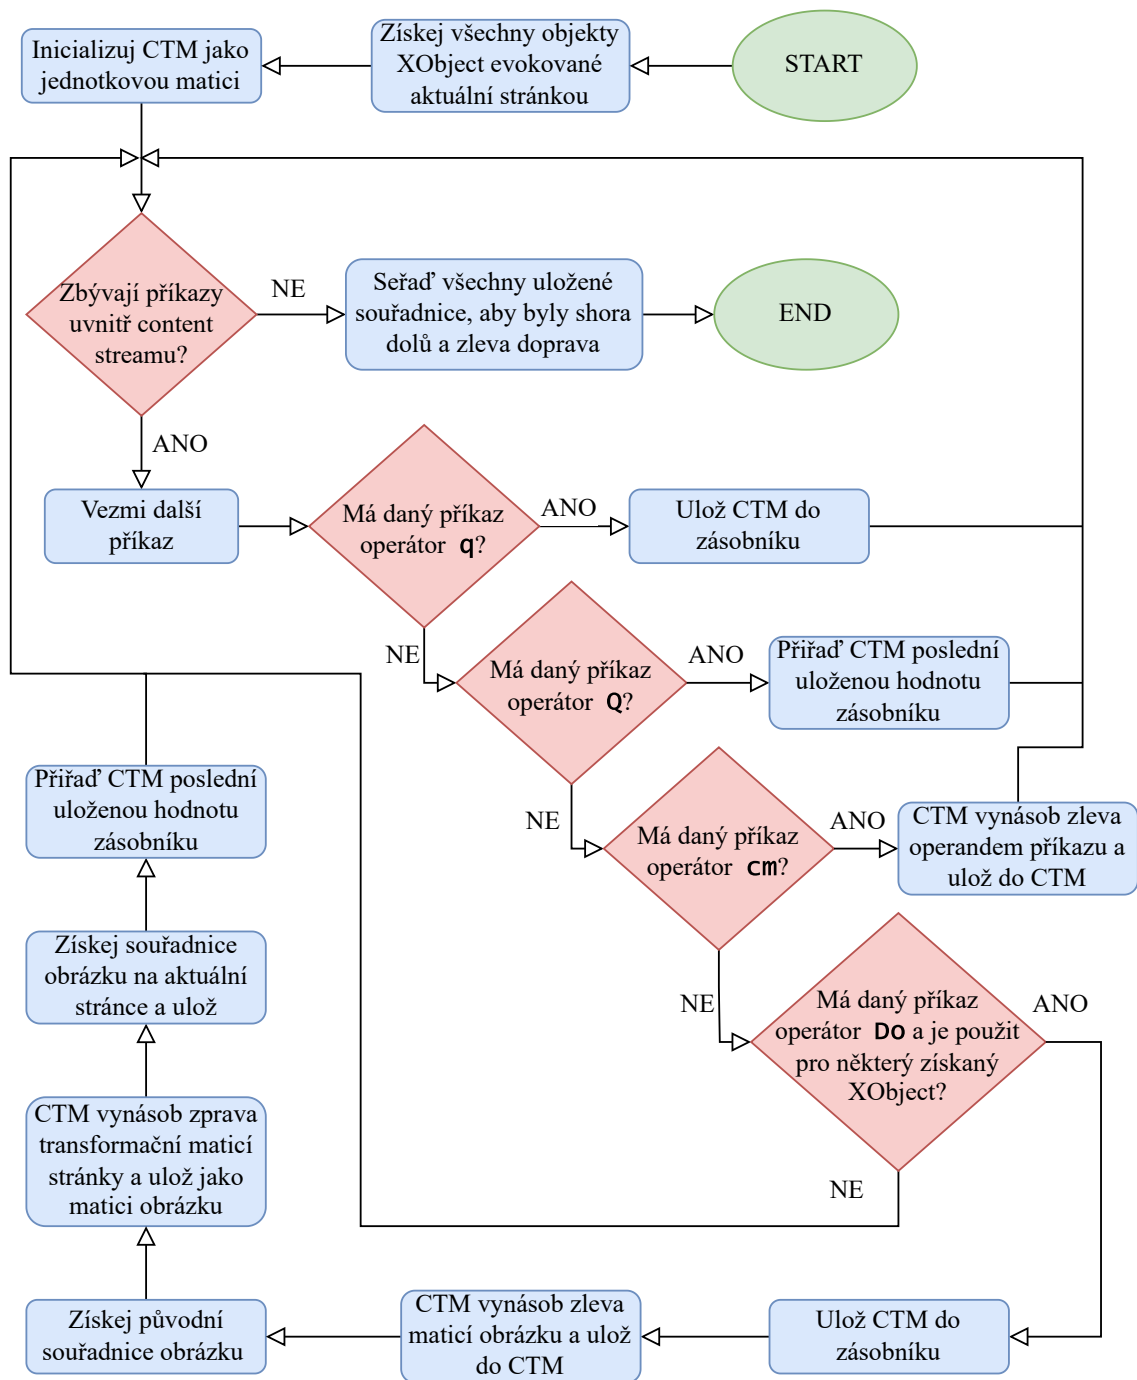 Inicializuj CTM jako
jednotkovou matici
Získej všechny objekty
XObject evokované
aktuální stránkou
START
Zbývají příkazy
uvnitř content
streamu?
NE
Seřaď všechny uložené
souřadnice, aby byly shora
dolů a zleva doprava
END
ANO
Vezmi další
příkaz
Má daný příkaz
operátor q?
ANO
Ulož CTM do
zásobníku
NE
Má daný příkaz
operátor Q?
ANO
Přiřaď CTM poslední
uloženou hodnotu
zásobníku
NE
Má daný příkaz
operátor cm?
ANO
CTM vynásob zleva
operandem příkazu a
ulož do CTM
NE
Má daný příkaz
operátor Do a je použit
pro některý získaný
XObject?
ANO
NE
Ulož CTM do
zásobníku
CTM vynásob zleva
maticí obrázku a ulož
do CTM
Získej původní
souřadnice obrázku
CTM vynásob zprava
transformační maticí
stránky a ulož jako
matici obrázku
Získej souřadnice
obrázku na aktuální
stránce a ulož
Přiřaď CTM poslední
uloženou hodnotu
zásobníku